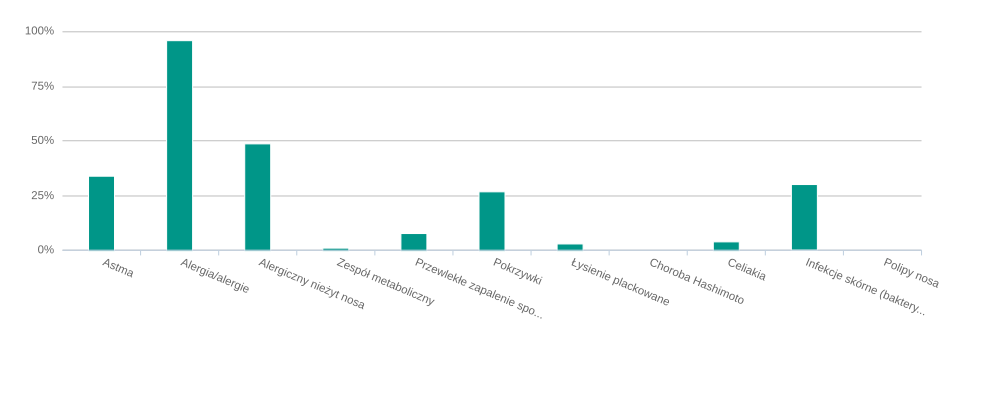 100%
75%
50%
25%
0%
Astma
Alergia/alergie
Alergiczny nieżyt nosa
Zespół metaboliczny
Przewlekłe zapalenie spo...
Pokrzywki
Łysienie plackowane
Choroba Hashimoto
Celiakia
Infekcje skórne (baktery...
Polipy nosa